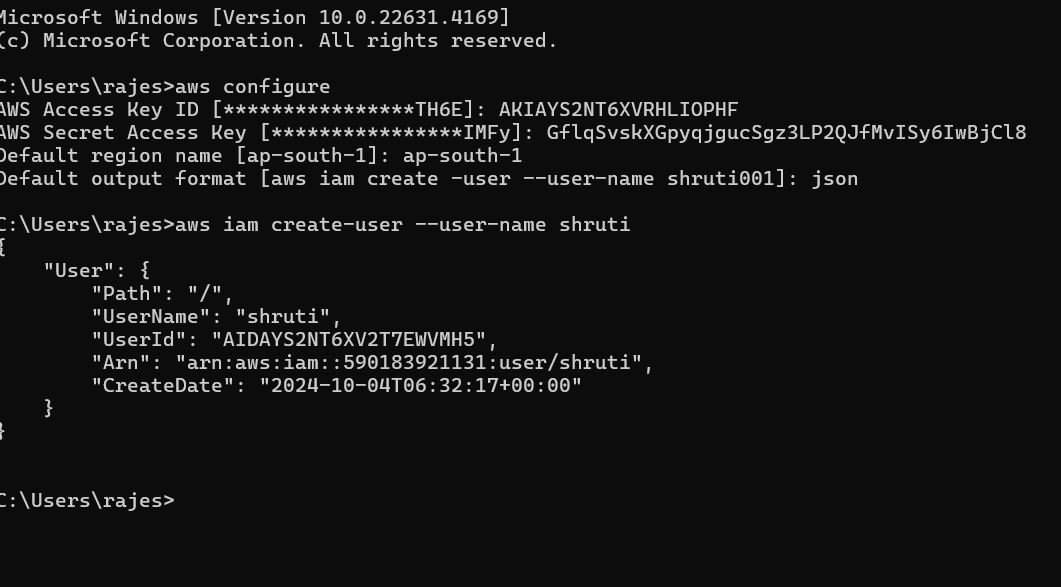 Microsoft Windows [Version 10.0.22631.4169]
(c) Microsoft Corporation. All rights reserved.
C:\Users\rajes>aws configure
AWS Access Key ID [****************TH6E]: AKIAYS2NT6XVRHLIOPHF
AWS Secret Access Key [****************IMFy]: 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
Default region name [ap-south-1]: ap-south-1
Default output format [aws iam create -user --user-name shruti001]: json
C:\Users\rajes>aws iam create-user --user-name shruti
{
    "User": {
        "Path": "/",
        "UserName": "shruti",
        "UserId": "AIDAYS2NT6XV2T7EWVMH5",
        "Arn": "arn:aws:iam::590183921131:user/shruti",
        "CreateDate": "2024-10-04T06:32:17+00:00"
    }
}
C:\Users\rajes>